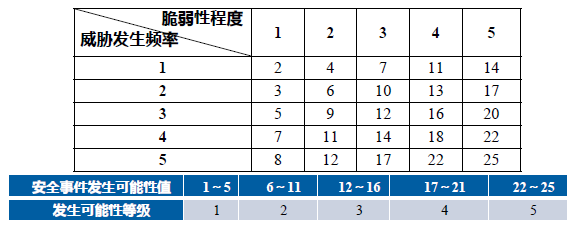 脆弱性程度
威胁发生频率
1 2 3 4 5
1 2 4 7 11 14
2 3 6 10 13 17
3 5 9 12 16 20
4 7 11 14 18 22
5 8 12 17 22 25
安全事件发生可能性值 1~5 6~11 12~16 17~21 22~25
发生可能性等级 1 2 3 4 5